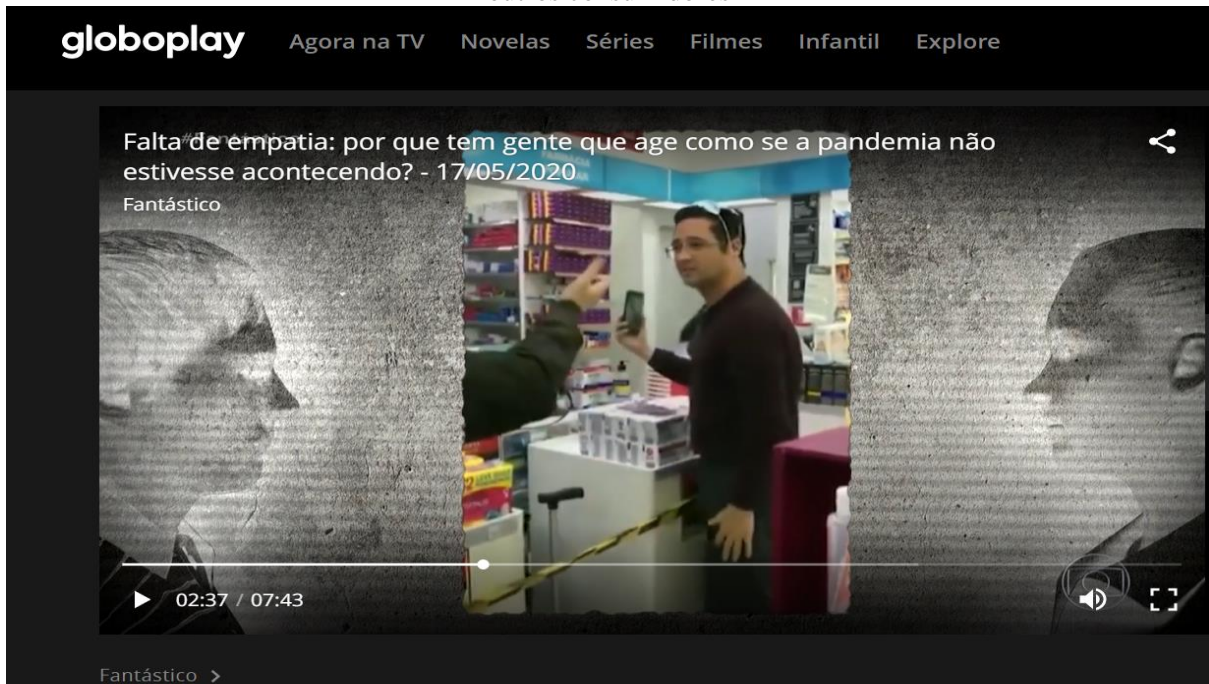 globoplay Agora na TV Novelas Séries Filmes Infantil Explore
#Fantástico
Falta de empatia: por que tem gente que age como se a pandemia não
estivesse acontecendo? - 17/05/2020
Fantástico
02:37 / 07:43
Fantástico >